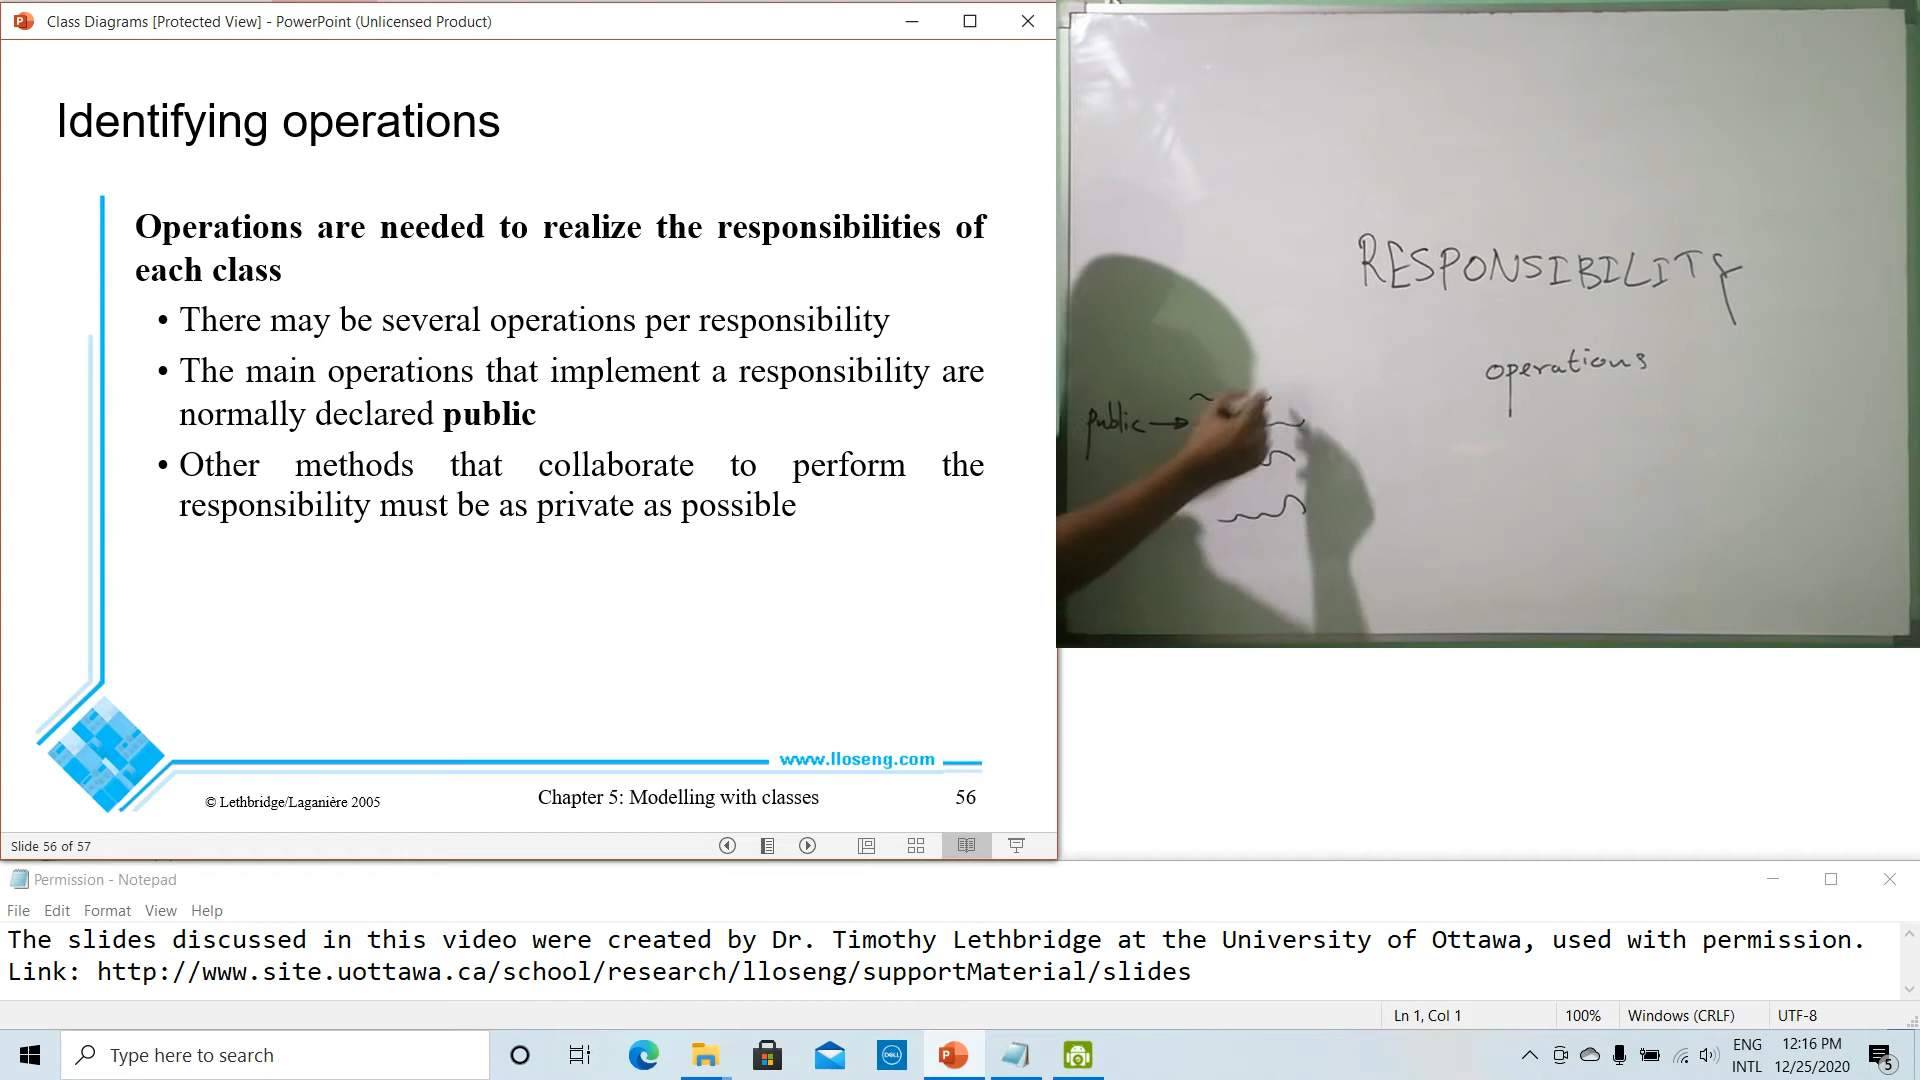 Class Diagrams [Protected View] - PowerPoint (Unlicensed Product)
Identifying operations
Operations are needed to realize the responsibilities of
each class
• There may be several operations per responsibility
• The main operations that implement a responsibility are
normally declared public
• Other methods that collaborate to perform the
responsibility must be as private as possible
www.lloseng.com
© Lethbridge/Laganière 2005
Chapter 5: Modelling with classes
56
Slide 56 of 57
RESPONSIBILITY
operations
public →
Permission - Notepad
File Edit Format View Help
The slides discussed in this video were created by Dr. Timothy Lethbridge at the University of Ottawa, used with permission.
Link: http://www.site.uottawa.ca/school/research/lloseng/supportMaterial/slides
Ln 1, Col 1
100%
Windows (CRLF)
UTF-8
Type here to search
DELL
ENG
INTL
12:16 PM
12/25/2020
5